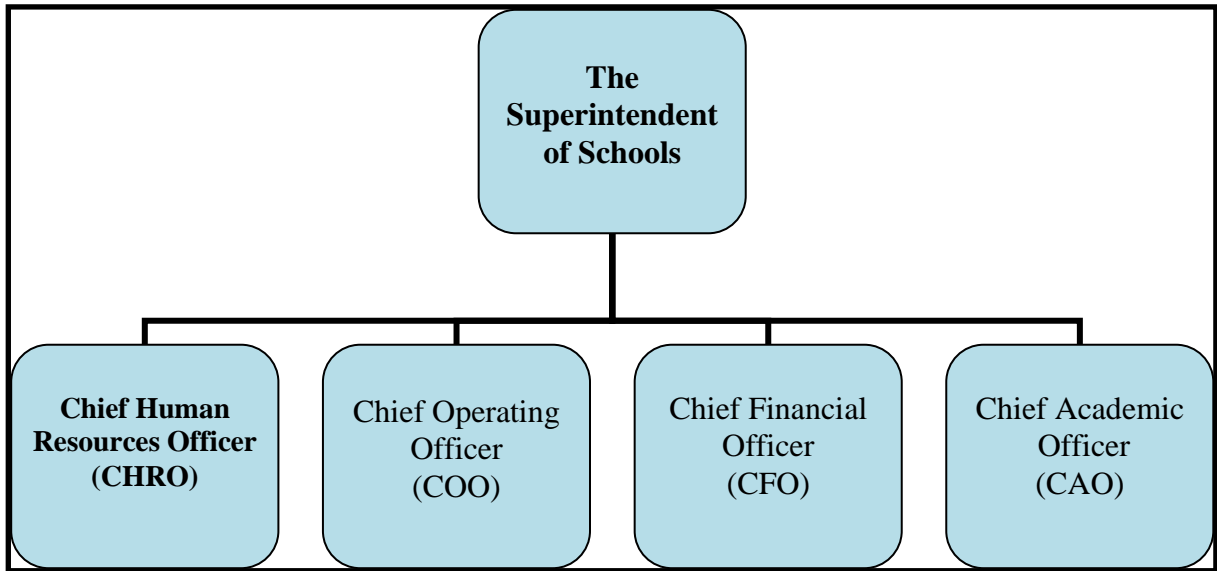 The
Superintendent
of Schools
Chief Human
Resources Officer
(CHRO)
Chief Operating
Officer
(COO)
Chief Financial
Officer
(CFO)
Chief Academic
Officer
(CAO)